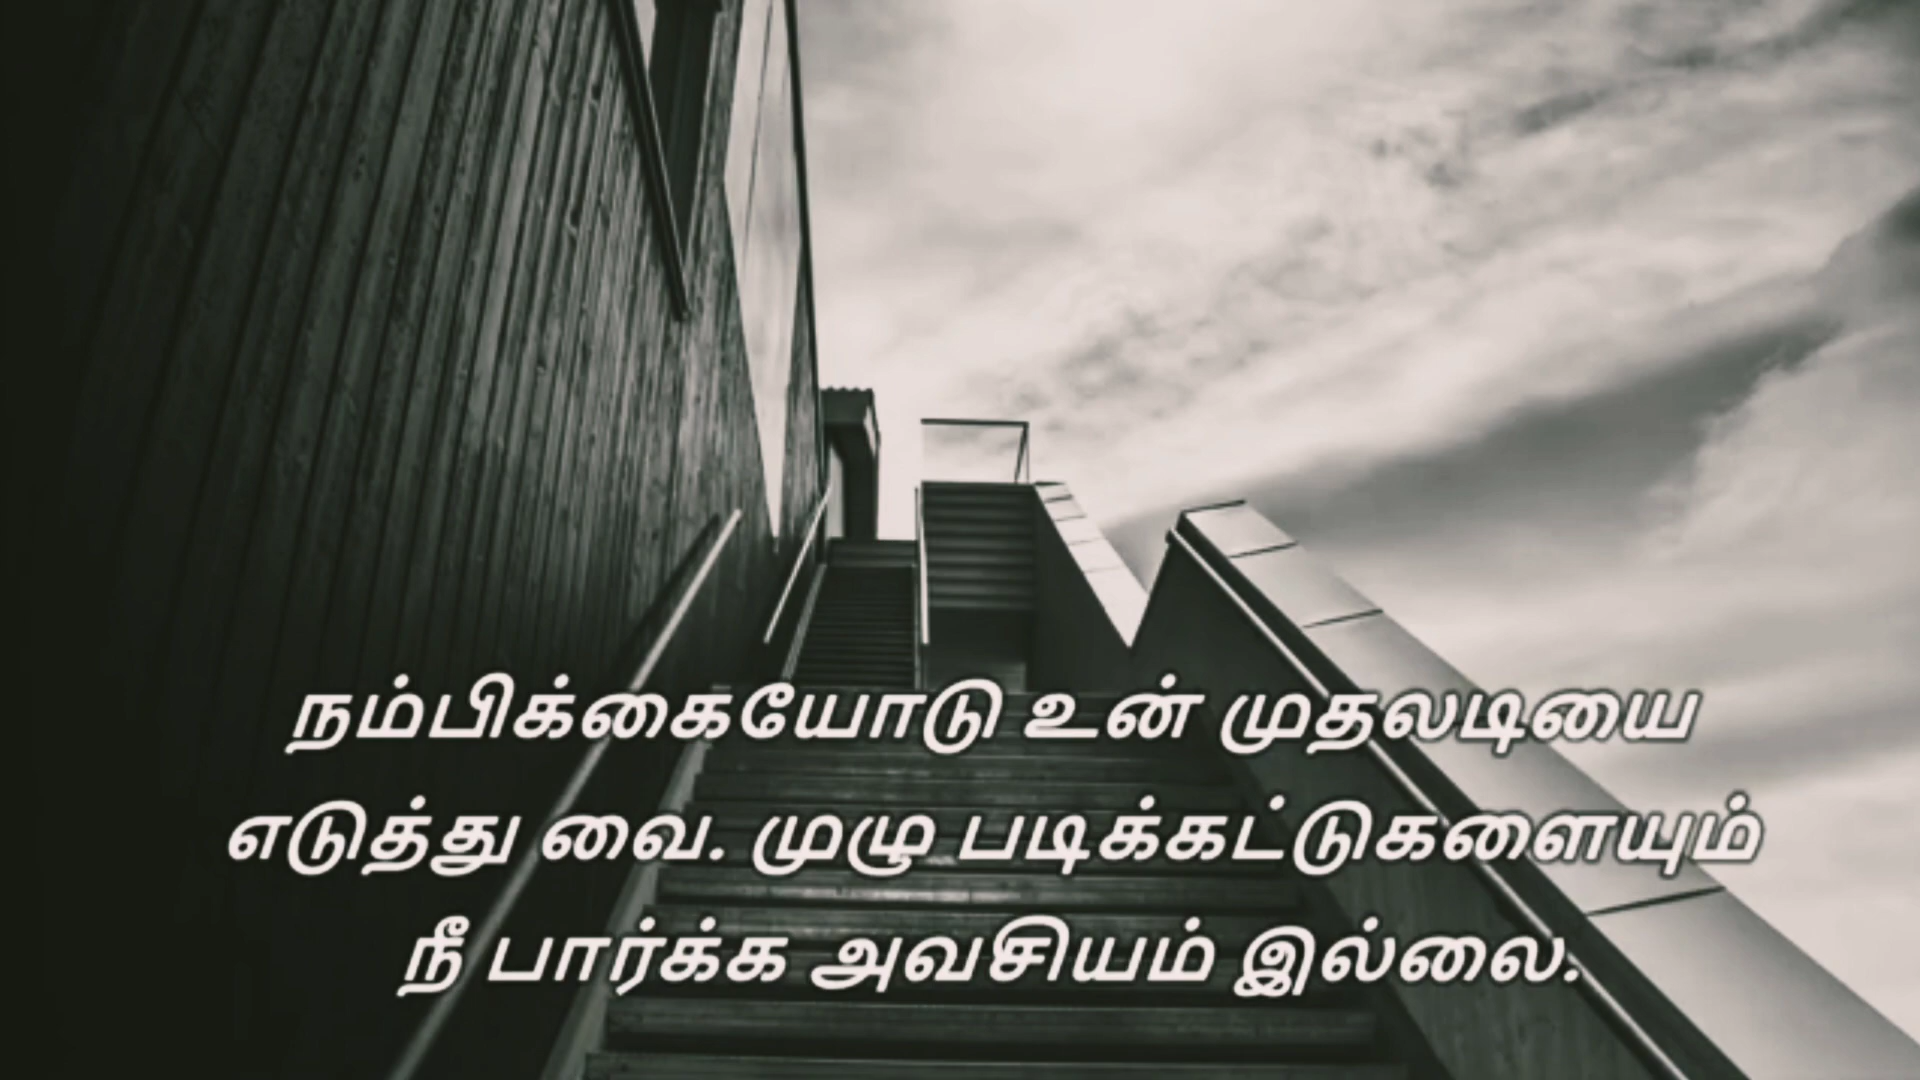 நம்பிக்கையோடு உன் முதலடியை
எடுத்து வை. முழு படிக்கட்டுகளையும்
நீ பார்க்க அவசியம் இல்லை.